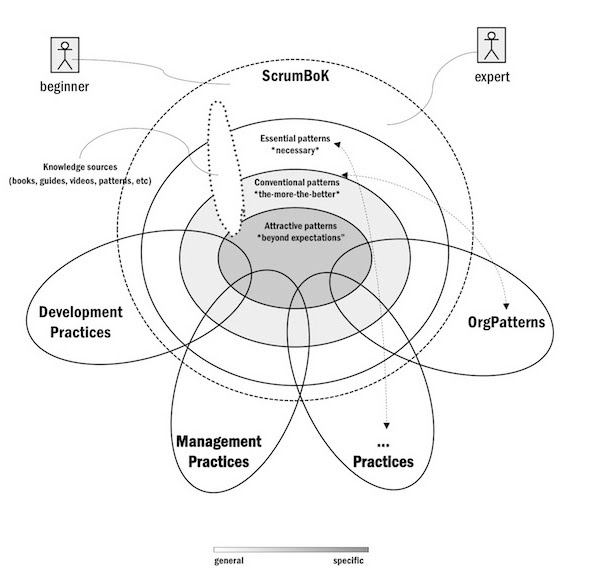 beginner
expert
ScrumBoK
Essential patterns
*necessary*
Knowledge sources
(books, guides, videos, patterns, etc)
Conventional patterns
*the-more-the-better*
Attractive patterns
*beyond expectations"
Development
Practices
OrgPatterns
Management
Practices
...
Practices
general
specific